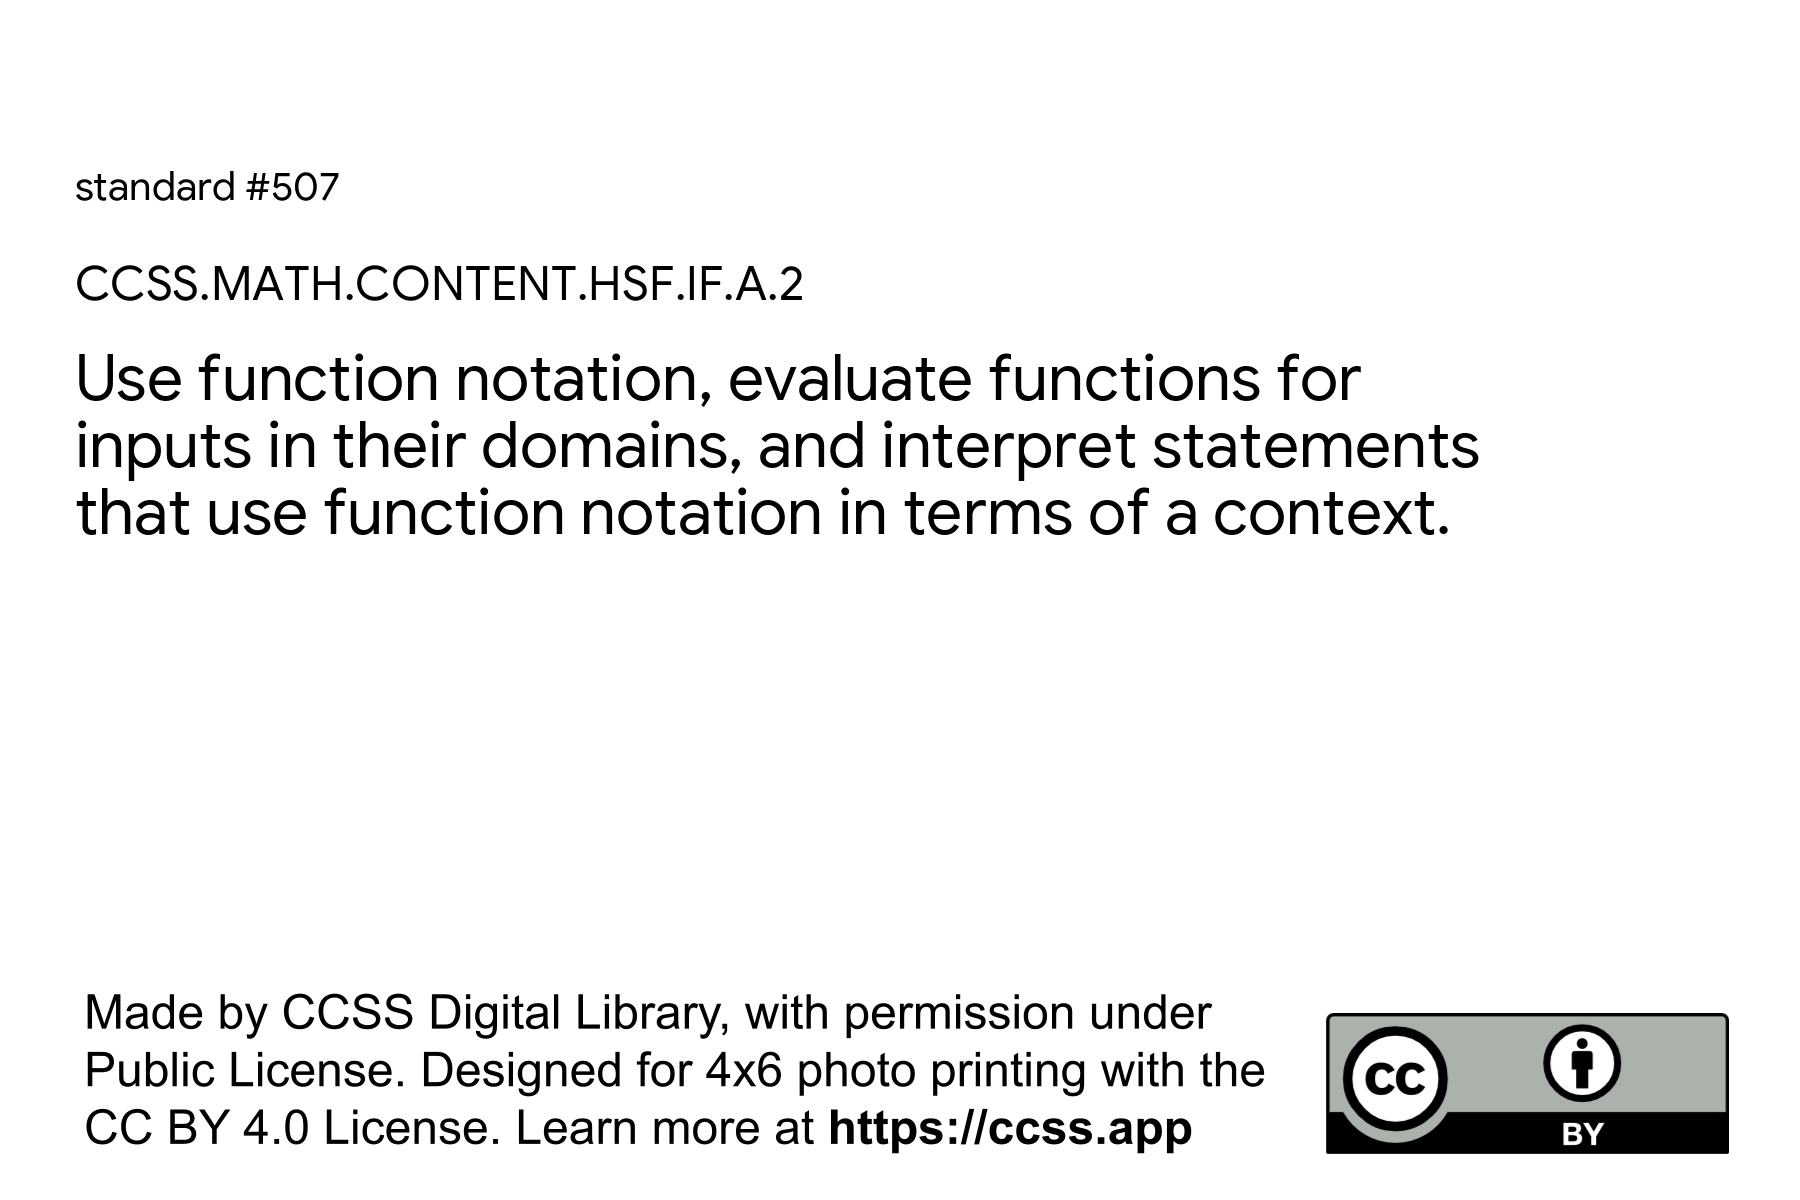 standard #507
CCSS.MATH.CONTENT.HSF.IF.A.2
Use function notation, evaluate functions for
inputs in their domains, and interpret statements
that use function notation in terms of a context.
Made by CCSS Digital Library, with permission under
Public License. Designed for 4x6 photo printing with the
CC BY 4.0 License. Learn more at https://ccss.app
CC
BY